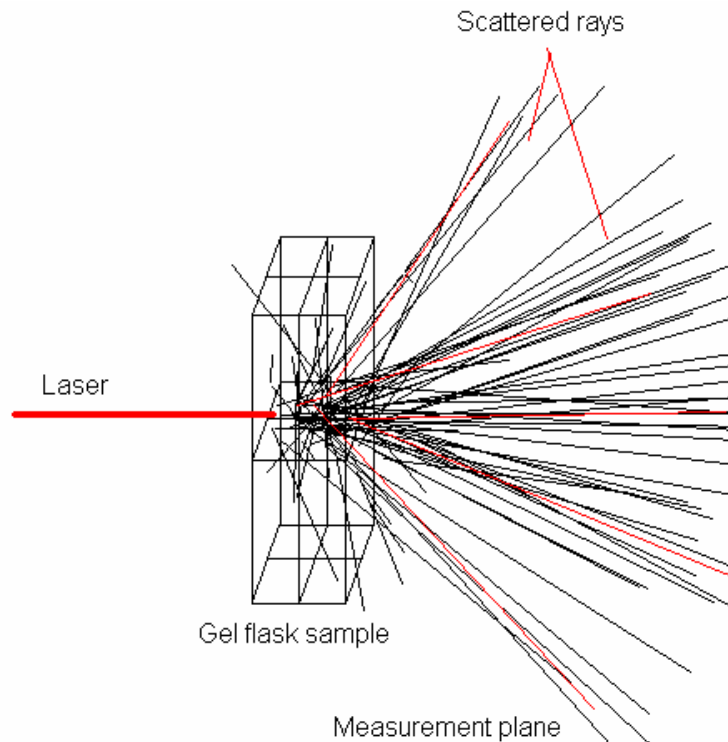 Scattered rays
Laser
Gel flask sample
Measurement plane